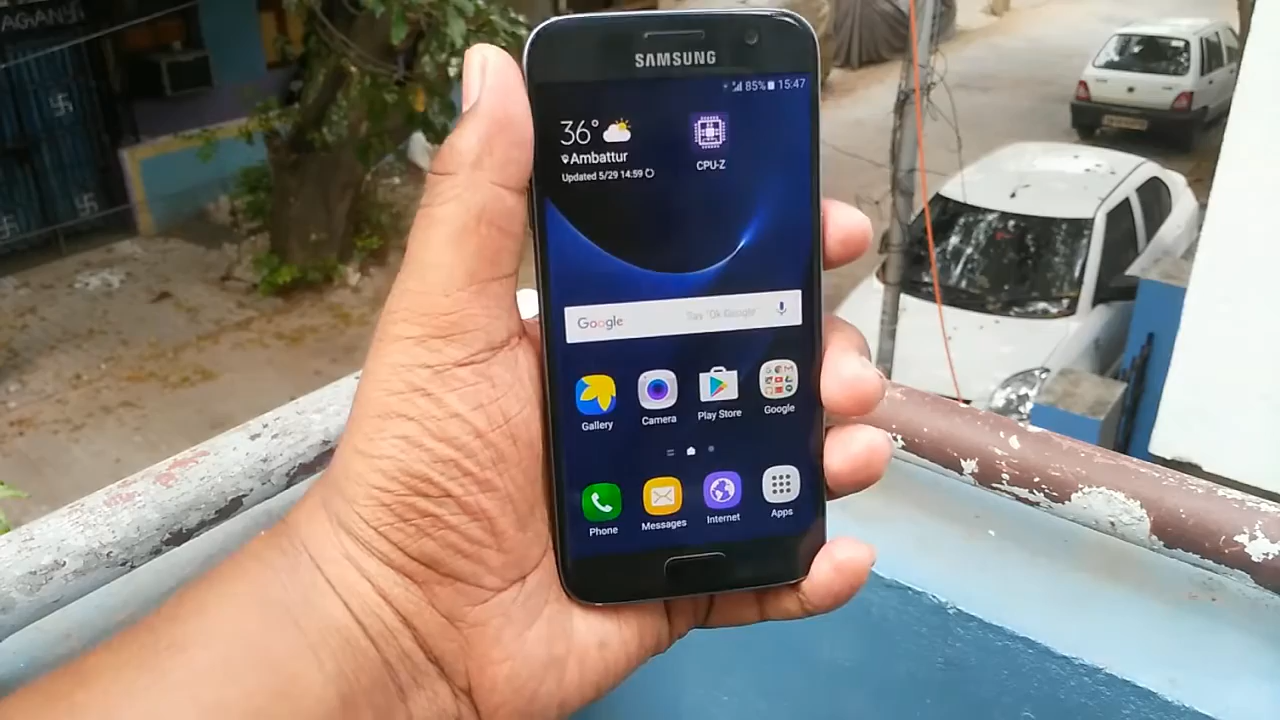 SAMSUNG
85% 15:47
36°
Ambattur
Updated 5/29 14:59
CPU-Z
Google
Say "Ok Google"
Gallery
Camera
Play Store
Google
Phone
Messages
Internet
Apps